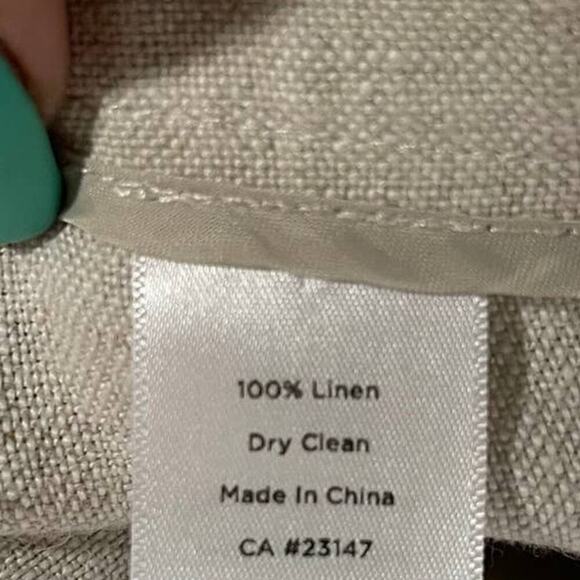 100% Linen
Dry Clean
Made In China
CA #23147